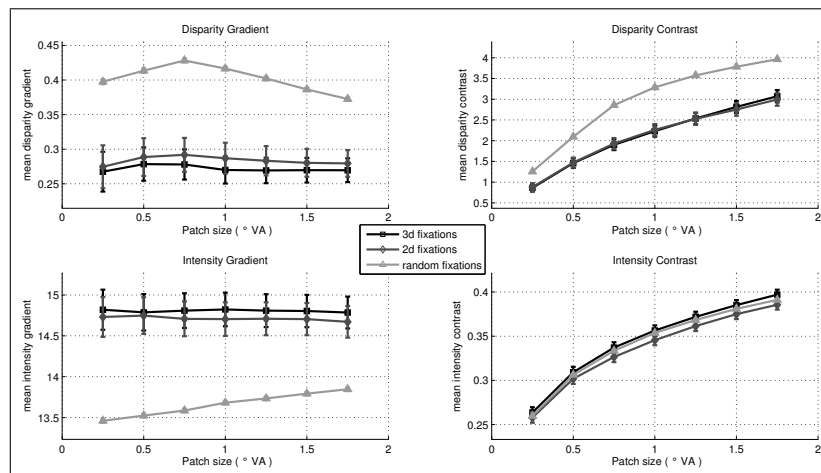 Disparity Gradient
0.45
0.4
0.35
0.3
0.25
mean disparity gradient
0 0.5 1 1.5 2
Patch size ( ° VA)
Disparity Contrast
4
3.5
3
2.5
2
1.5
1
0.5
mean disparity contrast
0 0.5 1 1.5 2
Patch size ( ° VA)
3d fixations
2d fixations
random fixations
Intensity Gradient
15
14.5
14
13.5
mean intensity gradient
0 0.5 1 1.5 2
Patch size ( ° VA)
Intensity Contrast
0.4
0.35
0.3
0.25
mean intensity contrast
0 0.5 1 1.5 2
Patch size ( ° VA)